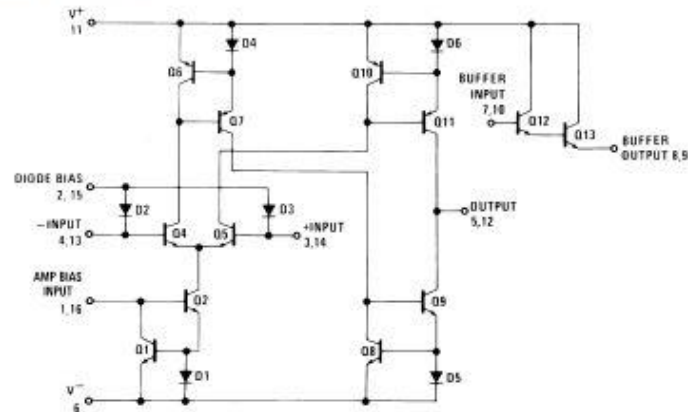 V+
11
D4
D6
Q6
Q10
BUFFER
INPUT
7,10
Q7
Q11
Q12
Q13
BUFFER
OUTPUT 8,9
DIODE BIAS
2, 15
D2
D3
OUTPUT
5,12
−INPUT
4,13
Q4
Q5
+INPUT
3,14
AMP BIAS
INPUT
1,16
Q2
Q9
Q1
Q8
D1
D5
V−
6